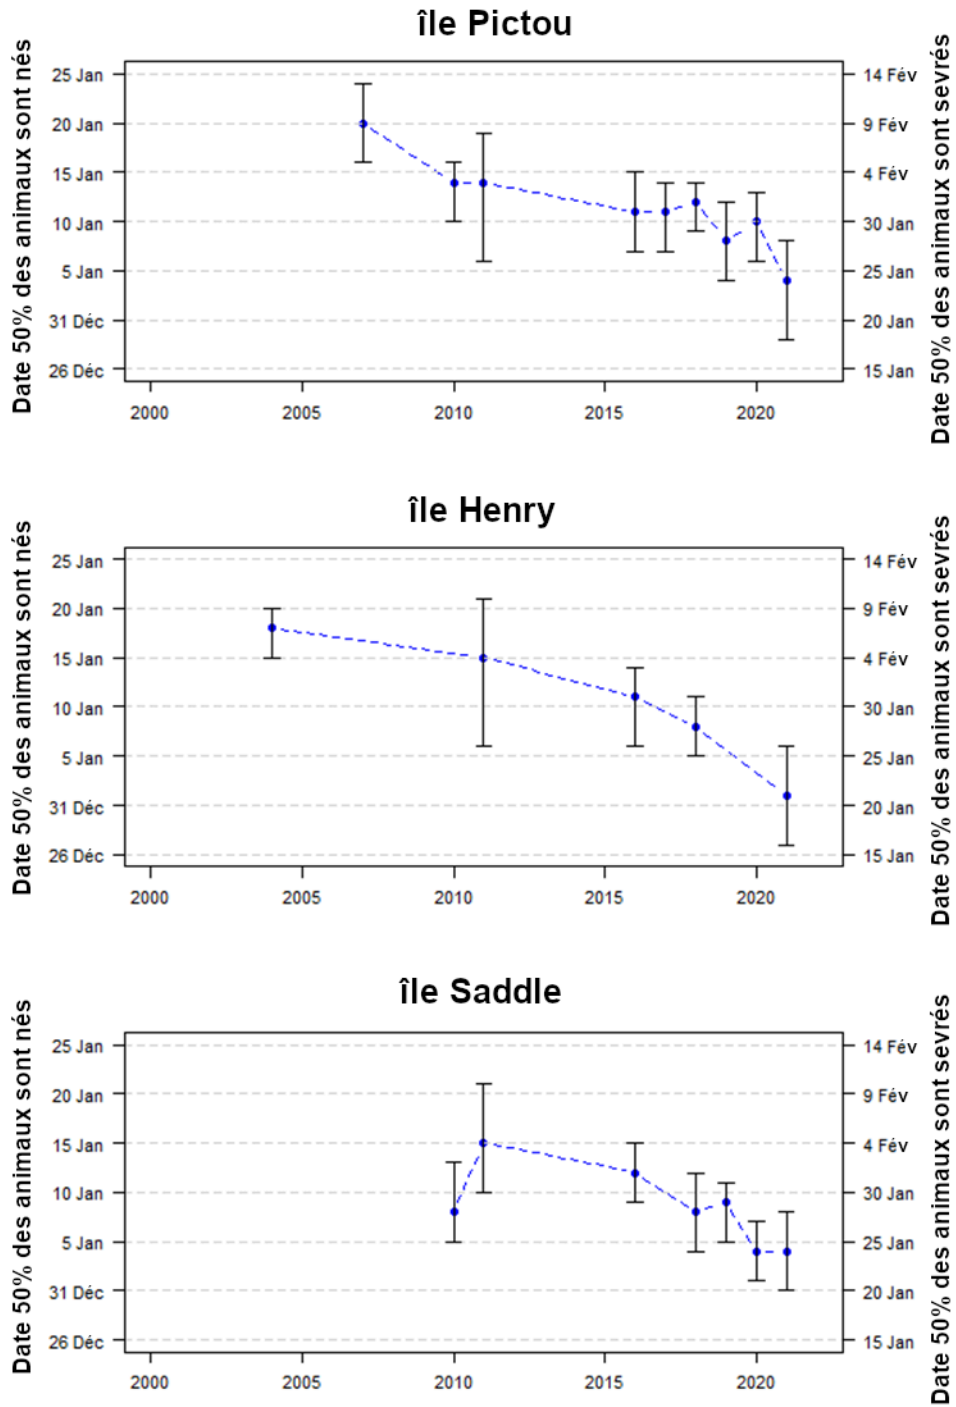 île Pictou
Date 50% des animaux sont nés
25 Jan
20 Jan
15 Jan
10 Jan
5 Jan
31 Déc
26 Déc
14 Fév
9 Fév
4 Fév
30 Jan
25 Jan
20 Jan
15 Jan
Date 50% des animaux sont sevrés
2000 2005 2010 2015 2020
île Henry
Date 50% des animaux sont nés
25 Jan
20 Jan
15 Jan
10 Jan
5 Jan
31 Déc
26 Déc
14 Fév
9 Fév
4 Fév
30 Jan
25 Jan
20 Jan
15 Jan
Date 50% des animaux sont sevrés
2000 2005 2010 2015 2020
île Saddle
Date 50% des animaux sont nés
25 Jan
20 Jan
15 Jan
10 Jan
5 Jan
31 Déc
26 Déc
14 Fév
9 Fév
4 Fév
30 Jan
25 Jan
20 Jan
15 Jan
Date 50% des animaux sont sevrés
2000 2005 2010 2015 2020